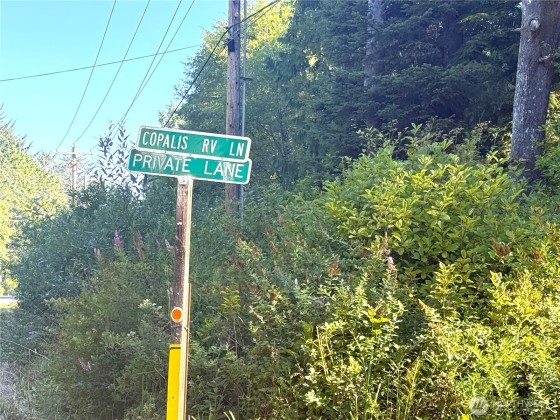 COPALIS RV LN
PRIVATE LANE